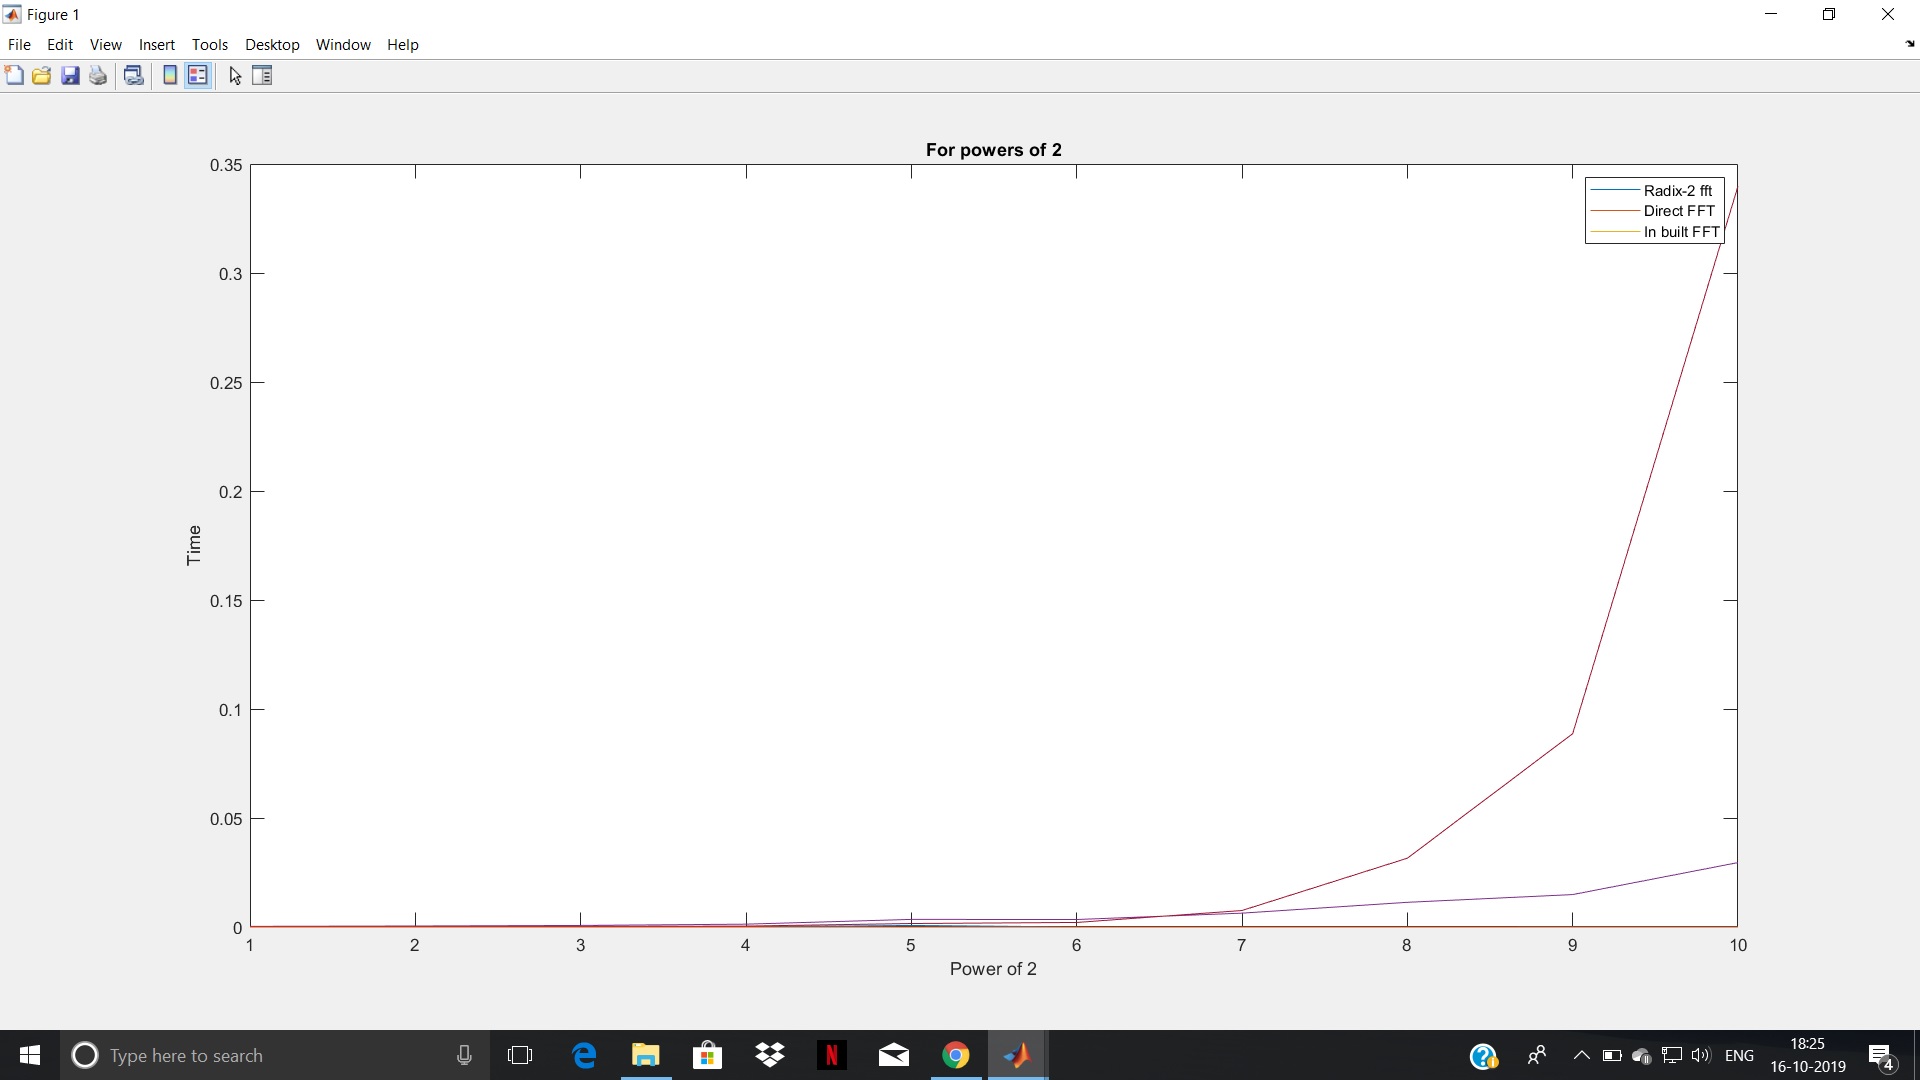 Figure 1
File Edit View Insert Tools Desktop Window Help
For powers of 2
0.35
0.3
0.25
0.2
0.15
0.1
0.05
0
Time
Radix-2 fft
Direct FFT
In built FFT
1 2 3 4 5 6 7 8 9 10
Power of 2
Type here to search
N
ENG
18:25
16-10-2019
4